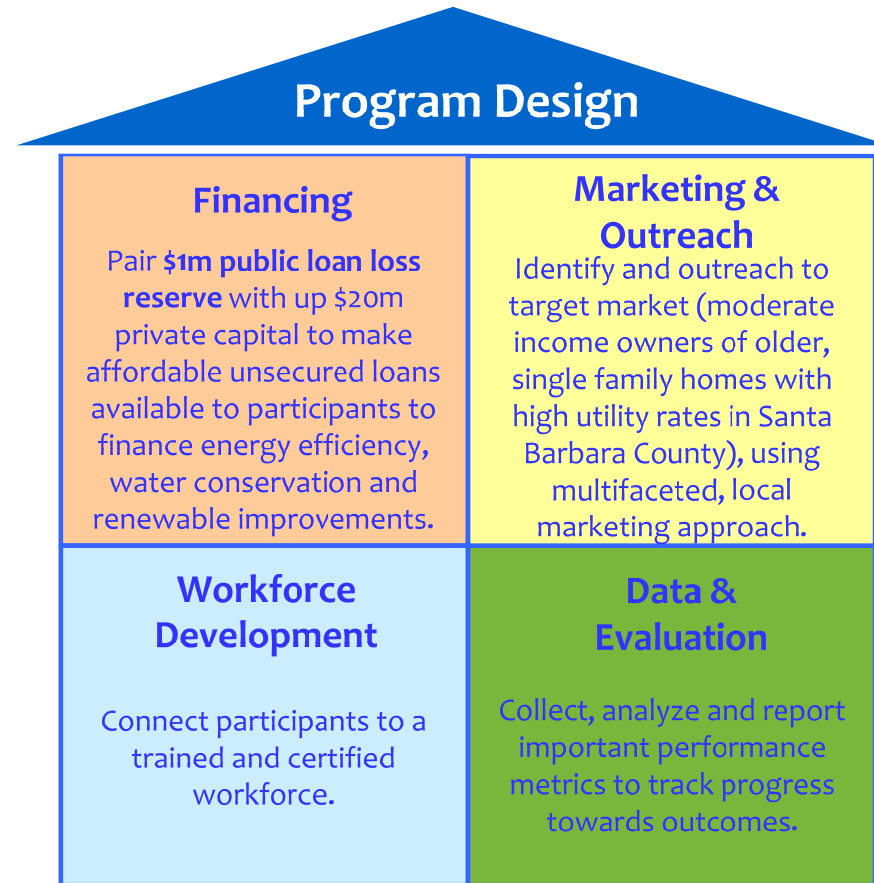 Program Design
Financing
Pair $1m public loan loss
reserve with up $20m
private capital to make
affordable unsecured loans
available to participants to
finance energy efficiency,
water conservation and
renewable improvements.
Marketing &
Outreach
Identify and outreach to
target market (moderate
income owners of older,
single family homes with
high utility rates in Santa
Barbara County), using
multifaceted, local
marketing approach.
Workforce
Development
Connect participants to a
trained and certified
workforce.
Data &
Evaluation
Collect, analyze and report
important performance
metrics to track progress
towards outcomes.